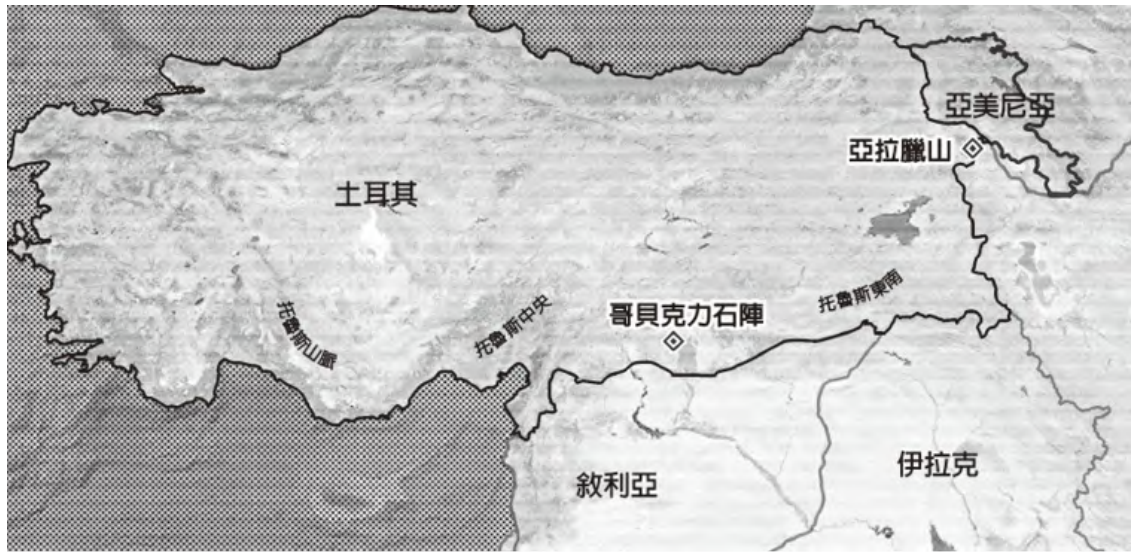 亞美尼亞
亞拉臘山
土耳其
托魯斯東南
托魯斯中央
哥貝克力石陣
托魯斯山脈
敘利亞
伊拉克